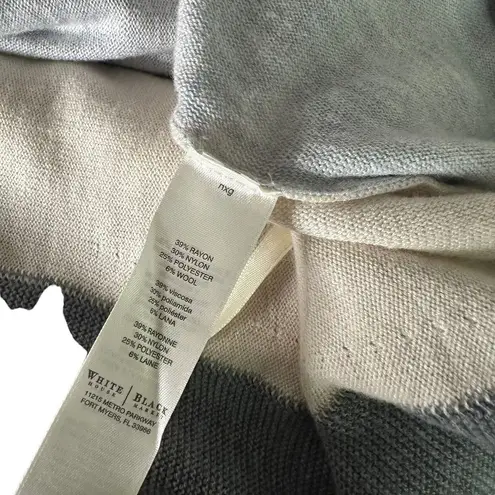 nxg
39% RAYON
30% NYLON
25% POLYESTER
6% WOOL
39% viscosa
30% poliamida
25% poliéster
6% LANA
39% RAYONNE
30% NYLON
25% POLYESTER
6% LAINE
WHITE | BLACK
HOUSE | MARKET
11215 METRO PARKWAY
FORT MYERS, FL 33966